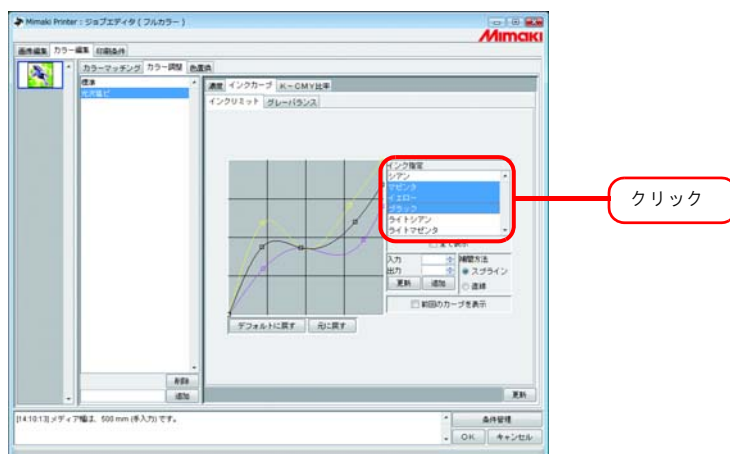 Mimaki Printer : ジョブエディタ ( フルカラー )
Mimaki
画像編集 カラー編集 印刷条件
カラーマッチング カラー調整 色置換
標準
濃度 インクカーブ K-CMY比率
インクリミット グレーバランス
インク指定
シアン
マゼンタ
イエロー
ブラック
ライトシアン
ライトマゼンタ
クリック
全て表示
入力
補間方法
出力
スプライン
更新 追加
直線
前回のカーブを表示
デフォルトに戻す 元に戻す
削除
追加
更新
[14:10:13] メディア幅は、500 mm (手入力) です。
条件管理
OK キャンセル